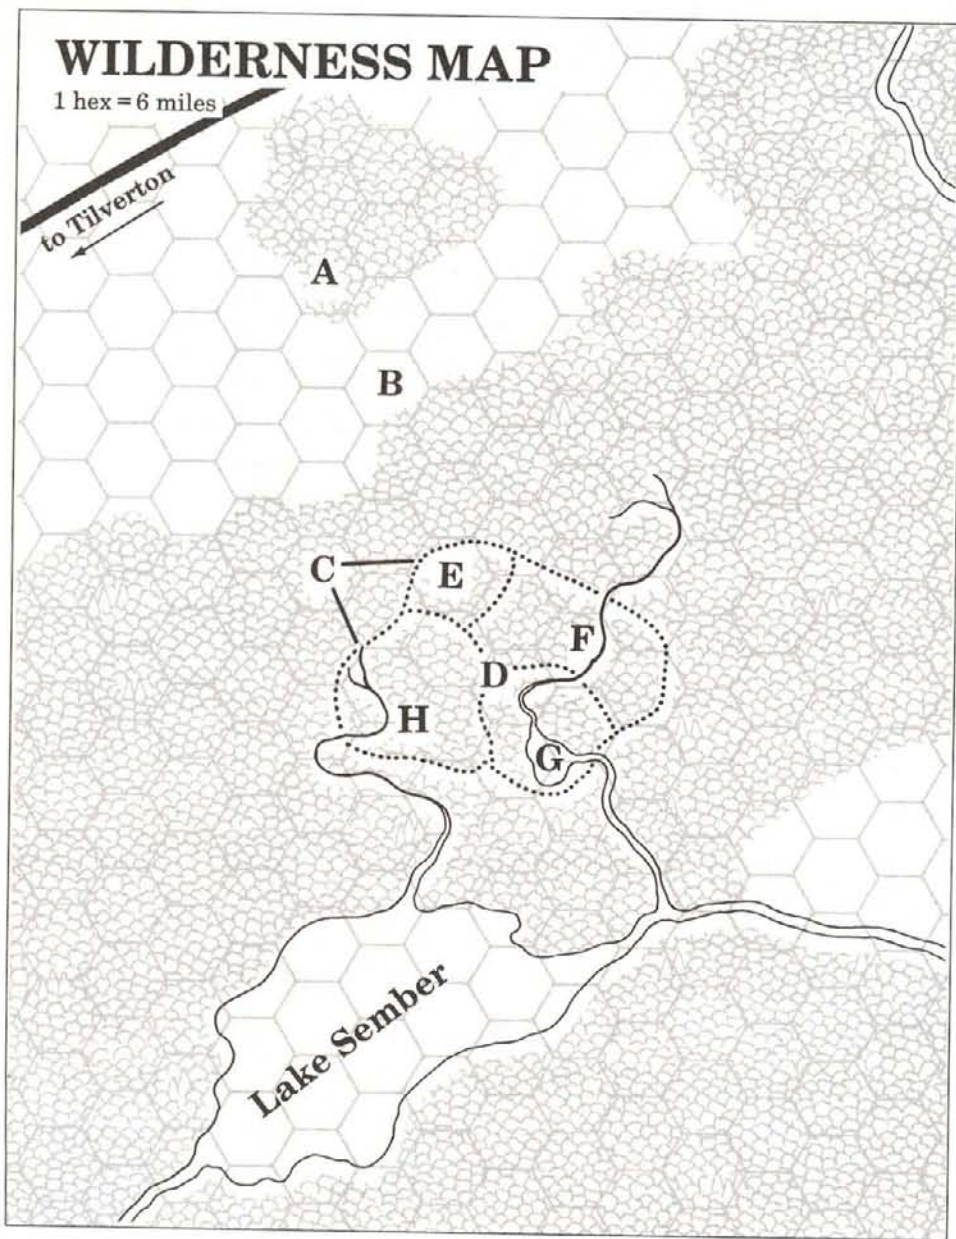 WILDERNESS MAP
1 hex = 6 miles
to Tilverton
A
B
C
E
F
D
H
G
Lake Sember